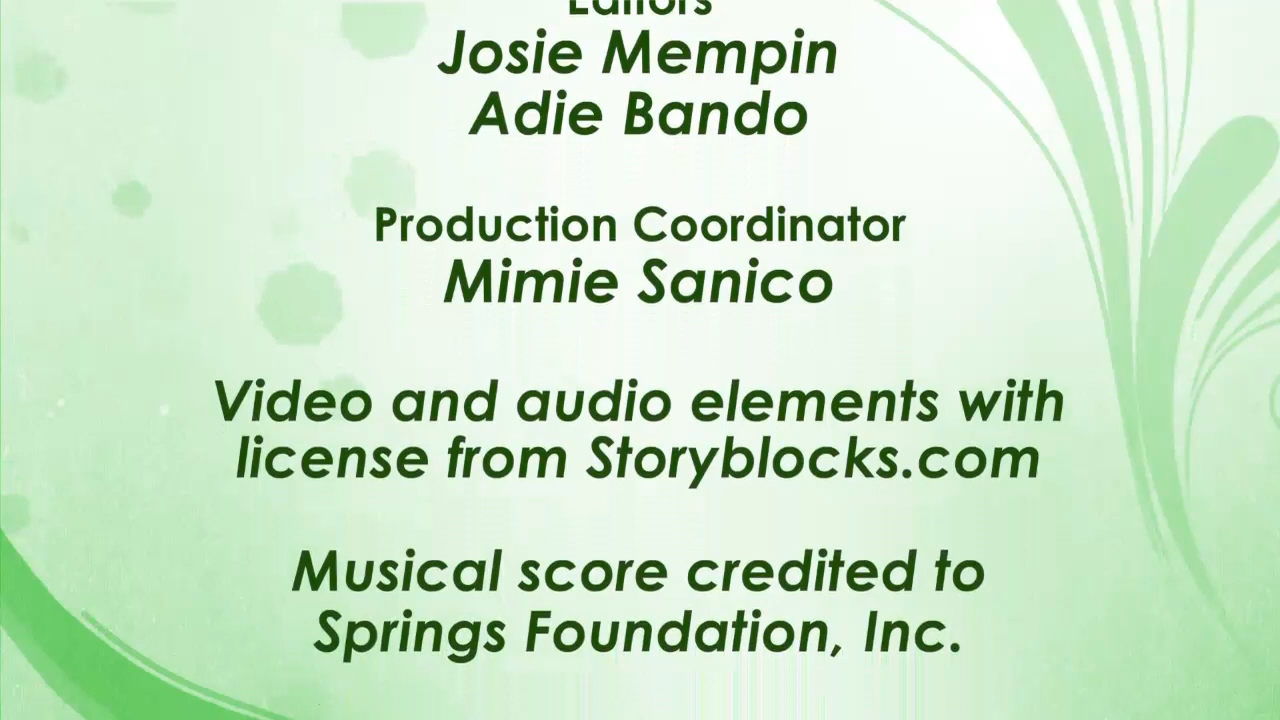 Editors
Josie Mempin
Adie Bando
Production Coordinator
Mimie Sanico
Video and audio elements with
license from Storyblocks.com
Musical score credited to
Springs Foundation, Inc.